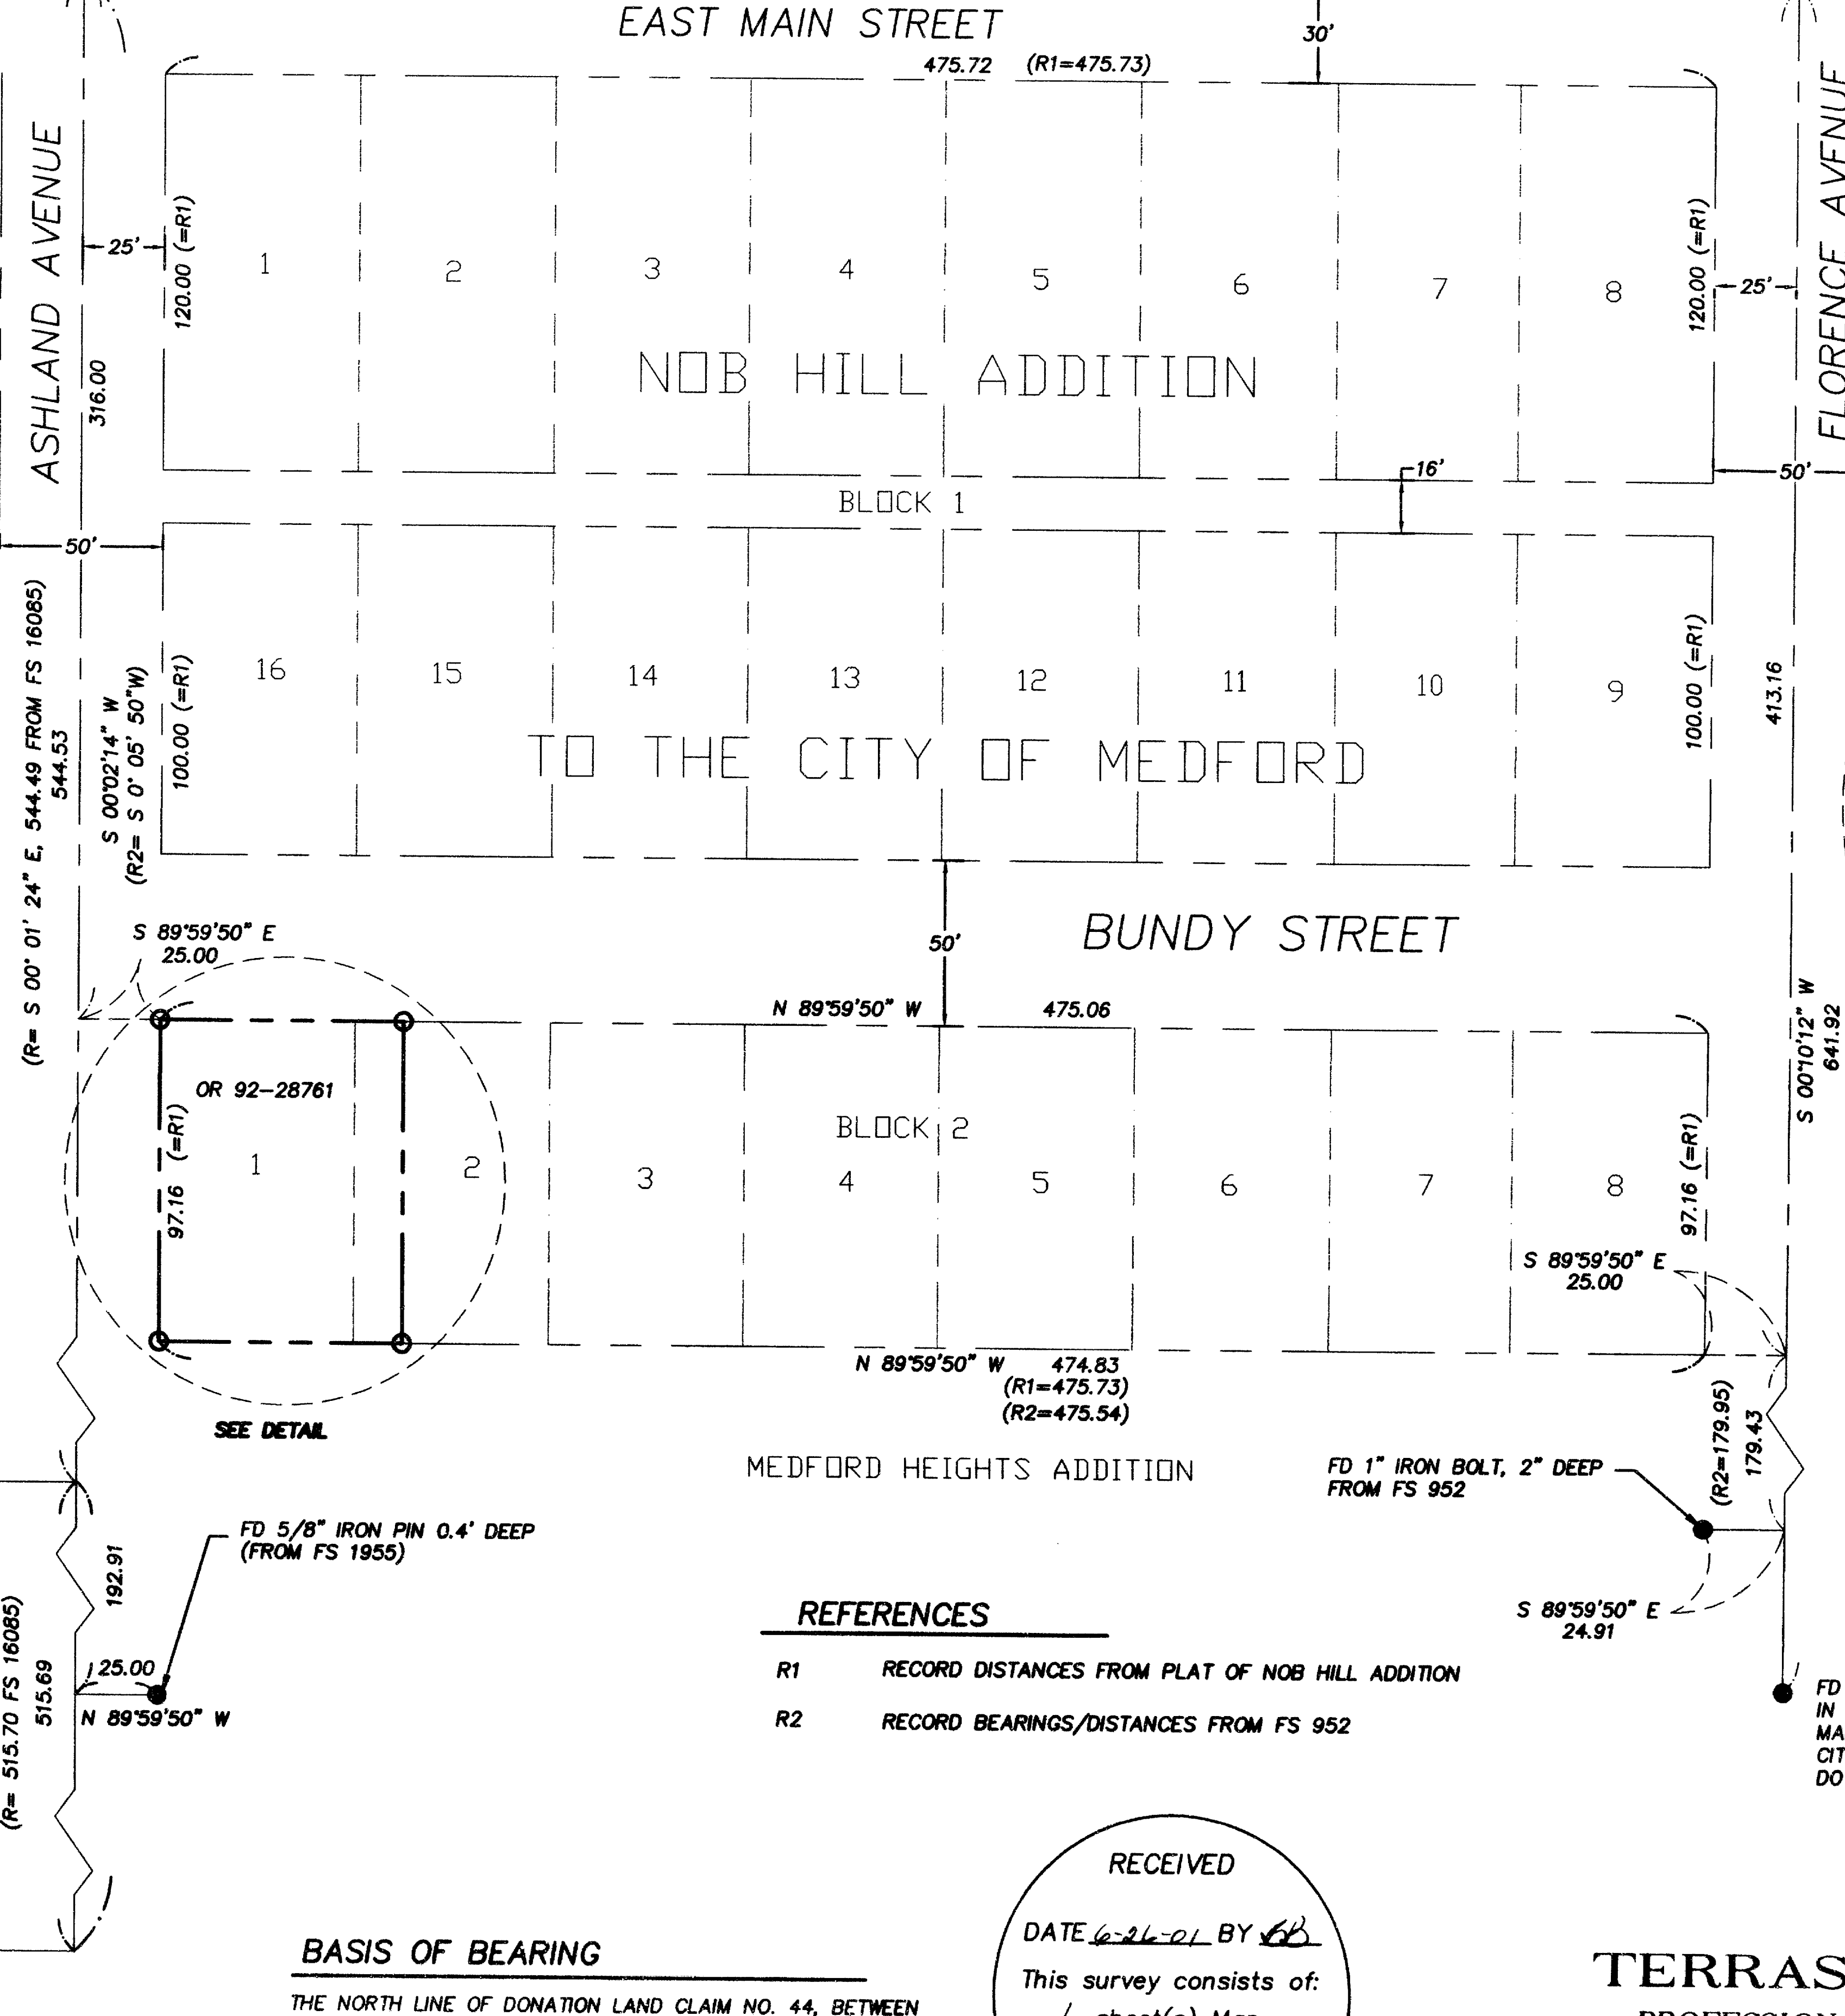 EAST MAIN STREET
30'
475.72 (R1=475.73)
ASHLAND AVENUE
FLORENCE AVENUE
25'
120.00 (=R1)
1
2
3
4
5
6
7
8
120.00 (=R1)
25'
316.00
NOB HILL ADDITION
16'
50'
BLOCK 1
50'
(R= S 00° 01' 24" E, 544.49 FROM FS 16085)
544.53
S 00°02'14" W
(R2= S 0° 05' 50"W)
100.00 (=R1)
16
15
14
13
12
11
10
9
100.00 (=R1)
413.16
TO THE CITY OF MEDFORD
S 89°59'50" E
25.00
50'
BUNDY STREET
N 89°59'50" W 475.06
S 00°10'12" W
641.92
OR 92-28761
97.16 (=R1)
BLOCK 2
1
2
3
4
5
6
7
8
97.16 (=R1)
S 89°59'50" E
25.00
N 89°59'50" W 474.83
(R1=475.73)
(R2=475.54)
SEE DETAIL
(R2=179.95)
179.43
MEDFORD HEIGHTS ADDITION
FD 1" IRON BOLT, 2" DEEP
FROM FS 952
FD 5/8" IRON PIN 0.4' DEEP
(FROM FS 1955)
192.91
S 89°59'50" E
24.91
REFERENCES
R1 RECORD DISTANCES FROM PLAT OF NOB HILL ADDITION
R2 RECORD BEARINGS/DISTANCES FROM FS 952
(R= 515.70 FS 16085)
515.69
25.00
N 89°59'50" W
FD
IN
MA
CIT
DO
RECEIVED
DATE 6-26-01 BY
This survey consists of:
1 sheet(s) Map
BASIS OF BEARING
THE NORTH LINE OF DONATION LAND CLAIM NO. 44, BETWEEN
TERRAS
PROFESSION